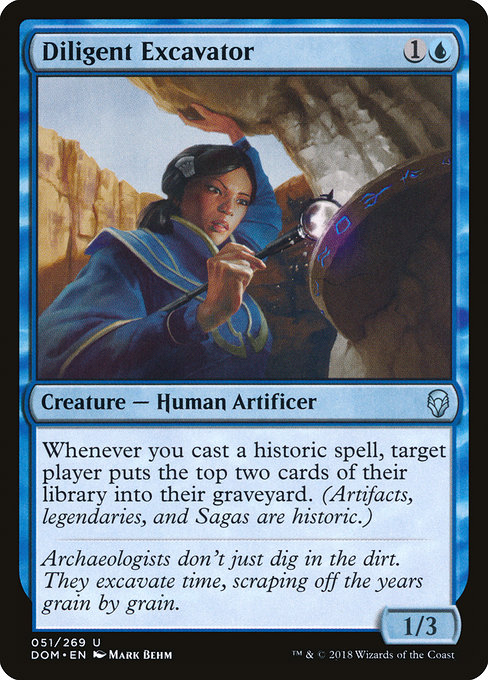 Diligent Excavator 1
Creature — Human Artificer
Whenever you cast a historic spell, target
player puts the top two cards of their
library into their graveyard. (Artifacts,
legendaries, and Sagas are historic.)
Archaeologists don't just dig in the dirt.
They excavate time, scraping off the years
grain by grain.
1/3
051/269 U
DOM • EN Mark Behm
™ & © 2018 Wizards of the Coast